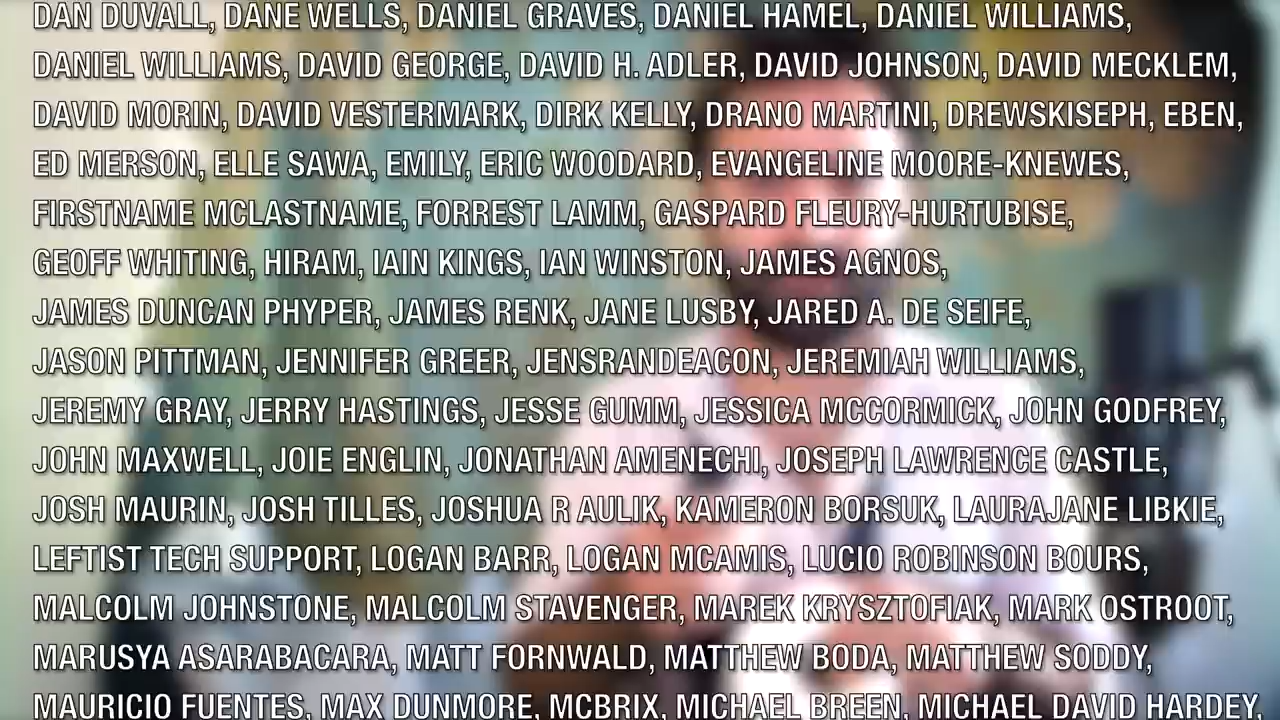 DAN DUVALL, DANE WELLS, DANIEL GRAVES, DANIEL HAMEL, DANIEL WILLIAMS,
DANIEL WILLIAMS, DAVID GEORGE, DAVID H. ADLER, DAVID JOHNSON, DAVID MECKLEM,
DAVID MORIN, DAVID VESTERMARK, DIRK KELLY, DRANO MARTINI, DREWSKISEPH, EBEN,
ED MERSON, ELLE SAWA, EMILY, ERIC WOODARD, EVANGELINE MOORE-KNEWES,
FIRSTNAME MCLASTNAME, FORREST LAMM, GASPARD FLEURY-HURTUBISE,
GEOFF WHITING, HIRAM, IAIN KINGS, IAN WINSTON, JAMES AGNOS,
JAMES DUNCAN PHYPER, JAMES RENK, JANE LUSBY, JARED A. DE SEIFE,
JASON PITTMAN, JENNIFER GREER, JENSRANDEACON, JEREMIAH WILLIAMS,
JEREMY GRAY, JERRY HASTINGS, JESSE GUMM, JESSICA MCCORMICK, JOHN GODFREY,
JOHN MAXWELL, JOIE ENGLIN, JONATHAN AMENECHI, JOSEPH LAWRENCE CASTLE,
JOSH MAURIN, JOSH TILLES, JOSHUA R AULIK, KAMERON BORSUK, LAURAJANE LIBKIE,
LEFTIST TECH SUPPORT, LOGAN BARR, LOGAN MCAMIS, LUCIO ROBINSON BOURS,
MALCOLM JOHNSTONE, MALCOLM STAVENGER, MAREK KRYSZTOFIAK, MARK OSTROOT,
MARUSYA ASARABACARA, MATT FORNWALD, MATTHEW BODA, MATTHEW SODDY,
MAURICIO FUENTES, MAX DUNMORE, MCBRIX, MICHAEL BREEN, MICHAEL DAVID HARDEY,